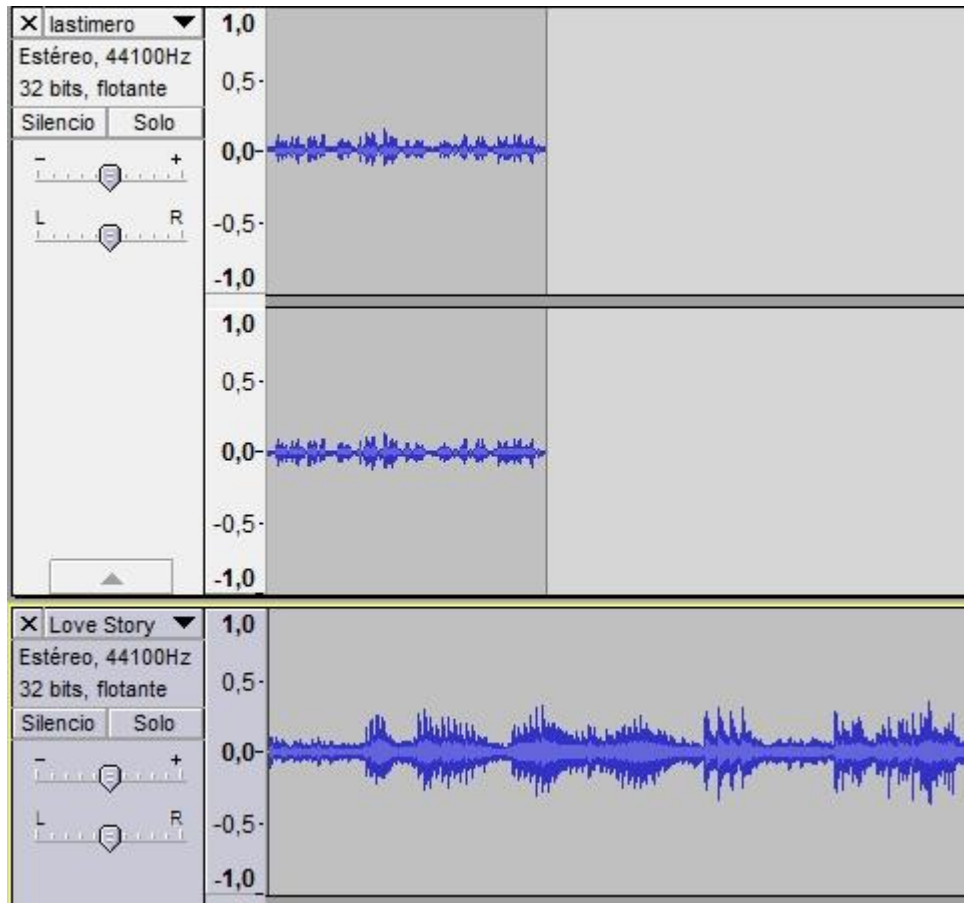 lastimero
Estéreo, 44100Hz
32 bits, flotante
Silencio Solo
- +
L R
1,0
0,5
0,0
-0,5
-1,0
1,0
0,5
0,0
-0,5
-1,0
Love Story
Estéreo, 44100Hz
32 bits, flotante
Silencio Solo
- +
L R
1,0
0,5
0,0
-0,5
-1,0